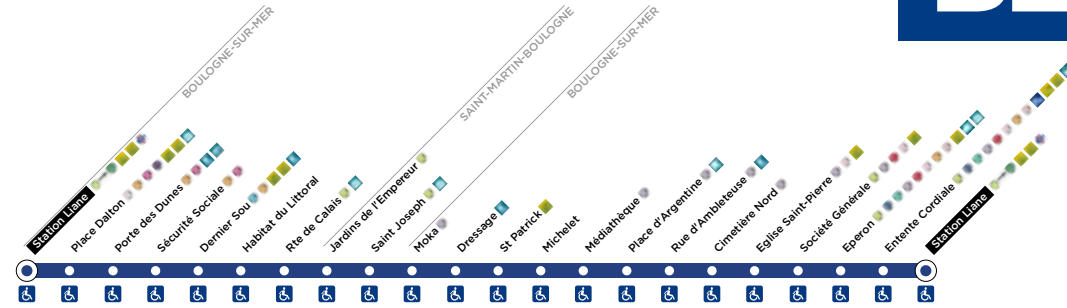 BOULOGNE-SUR-MER
SAINT-MARTIN-BOULOGNE
BOULOGNE-SUR-MER
Station Liane
Place Dalton
Porte des Dunes
Sécurité Sociale
Dernier Sou
Habitat du Littoral
Rte de Calais
Jardins de l'Empereur
Saint Joseph
Moka
Dressage
St Patrick
Michelet
Médiathèque
Place d'Argentine
Rue d'Ambleteuse
Cimetière Nord
Eglise Saint-Pierre
Société Générale
Eperon
Entente Cordiale
Station Liane